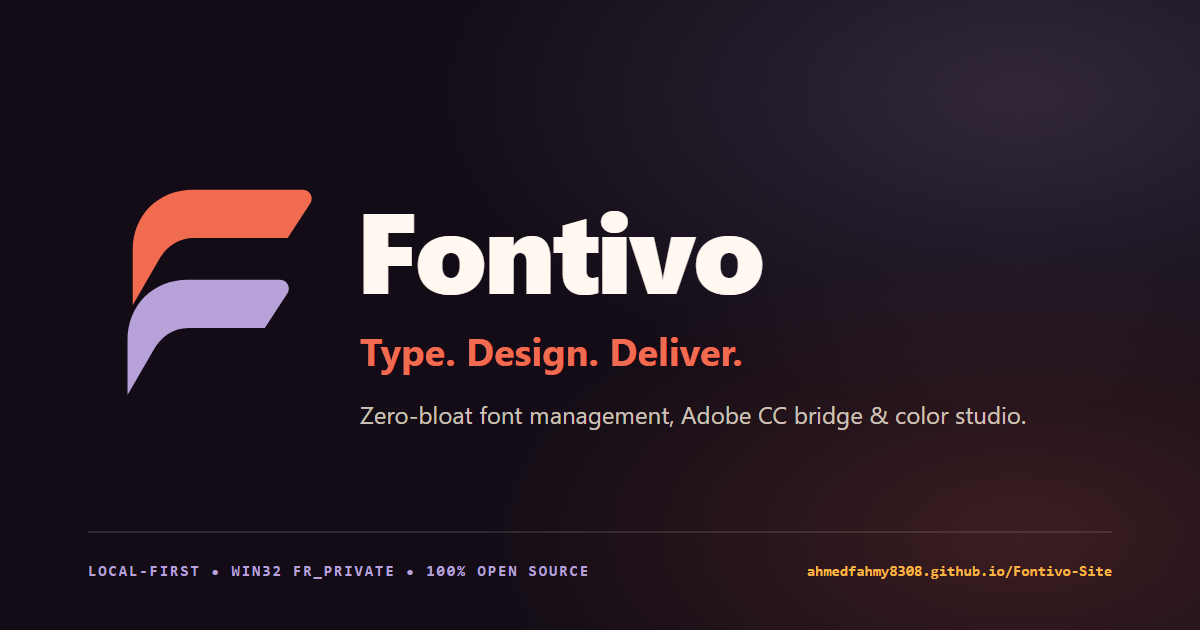 Fontivo
Type. Design. Deliver.
Zero-bloat font management, Adobe CC bridge & color studio.
LOCAL-FIRST • WIN32 FR_PRIVATE • 100% OPEN SOURCE
ahmedfahmy8308.github.io/Fontivo-Site